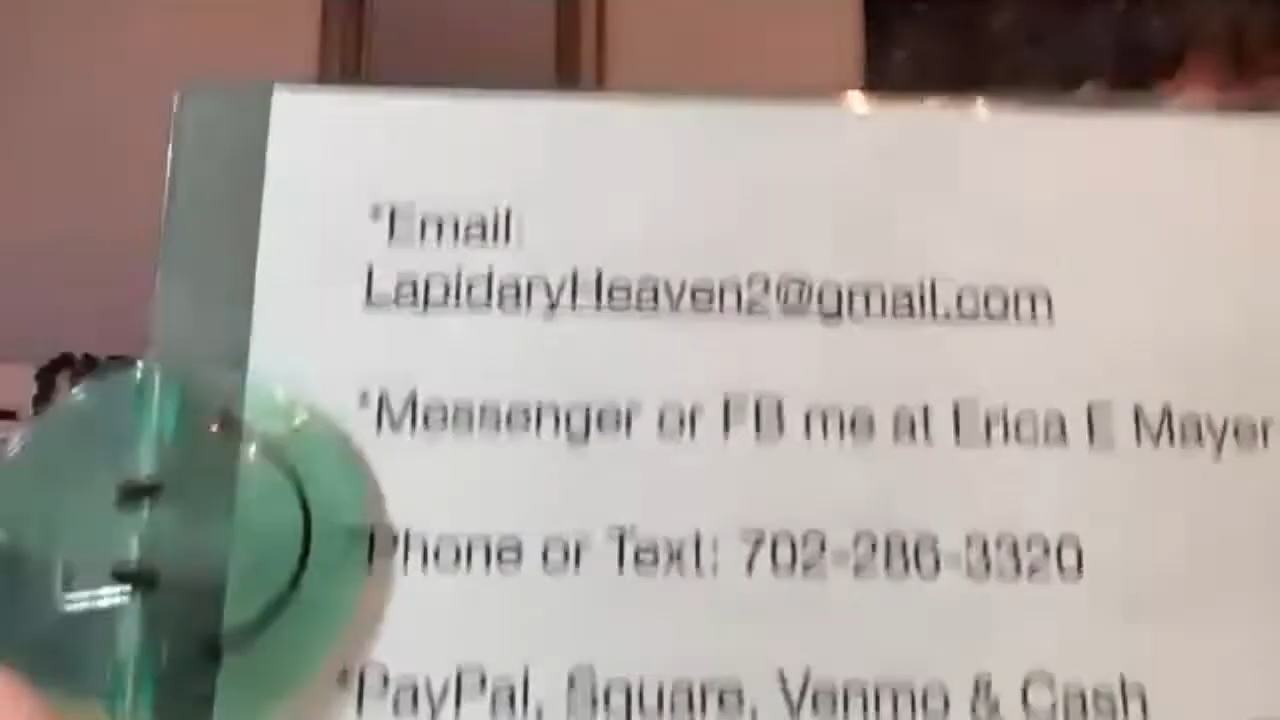 *Email:
LapidaryHeaven2@gmail.com
*Messenger or FB me at Erica E Mayer
Phone or Text: 702-286-3320
*PayPal, Square, Venmo & Cash